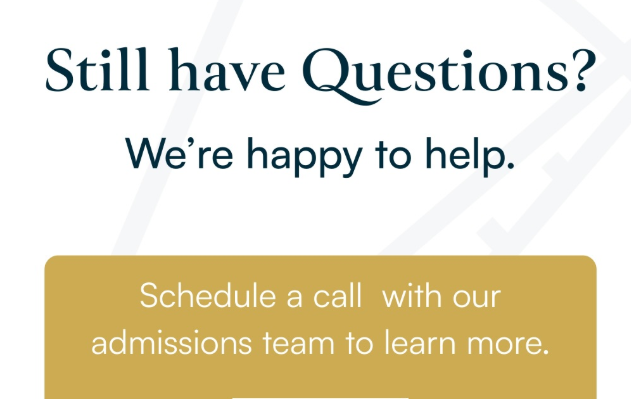 Still have Questions?
We’re happy to help.
Schedule a call  with our
admissions team to learn more.